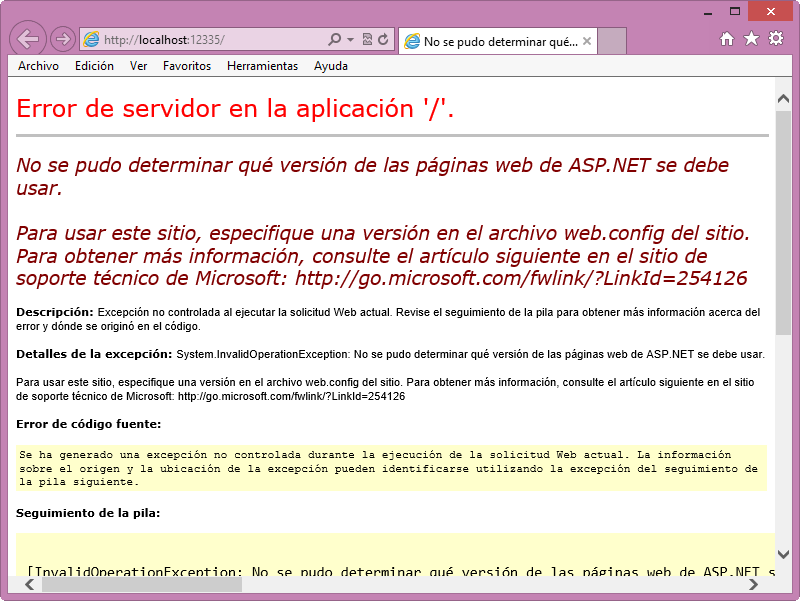 http://localhost:12335/
No se pudo determinar qué...
Archivo Edición Ver Favoritos Herramientas Ayuda
Error de servidor en la aplicación '/'.
No se pudo determinar qué versión de las páginas web de ASP.NET se debe
usar.
Para usar este sitio, especifique una versión en el archivo web.config del sitio.
Para obtener más información, consulte el artículo siguiente en el sitio de
soporte técnico de Microsoft: http://go.microsoft.com/fwlink/?LinkId=254126
Descripción: Excepción no controlada al ejecutar la solicitud Web actual. Revise el seguimiento de la pila para obtener más información acerca del
error y dónde se originó en el código.
Detalles de la excepción: System.InvalidOperationException: No se pudo determinar qué versión de las páginas web de ASP.NET se debe usar.
Para usar este sitio, especifique una versión en el archivo web.config del sitio. Para obtener más información, consulte el artículo siguiente en el sitio
de soporte técnico de Microsoft: http://go.microsoft.com/fwlink/?LinkId=254126
Error de código fuente:
Se ha generado una excepción no controlada durante la ejecución de la solicitud Web actual. La información
sobre el origen y la ubicación de la excepción pueden identificarse utilizando la excepción del seguimiento de
la pila siguiente.
Seguimiento de la pila:
[InvalidOperationException: No se pudo determinar qué versión de las páginas web de ASP.NET s